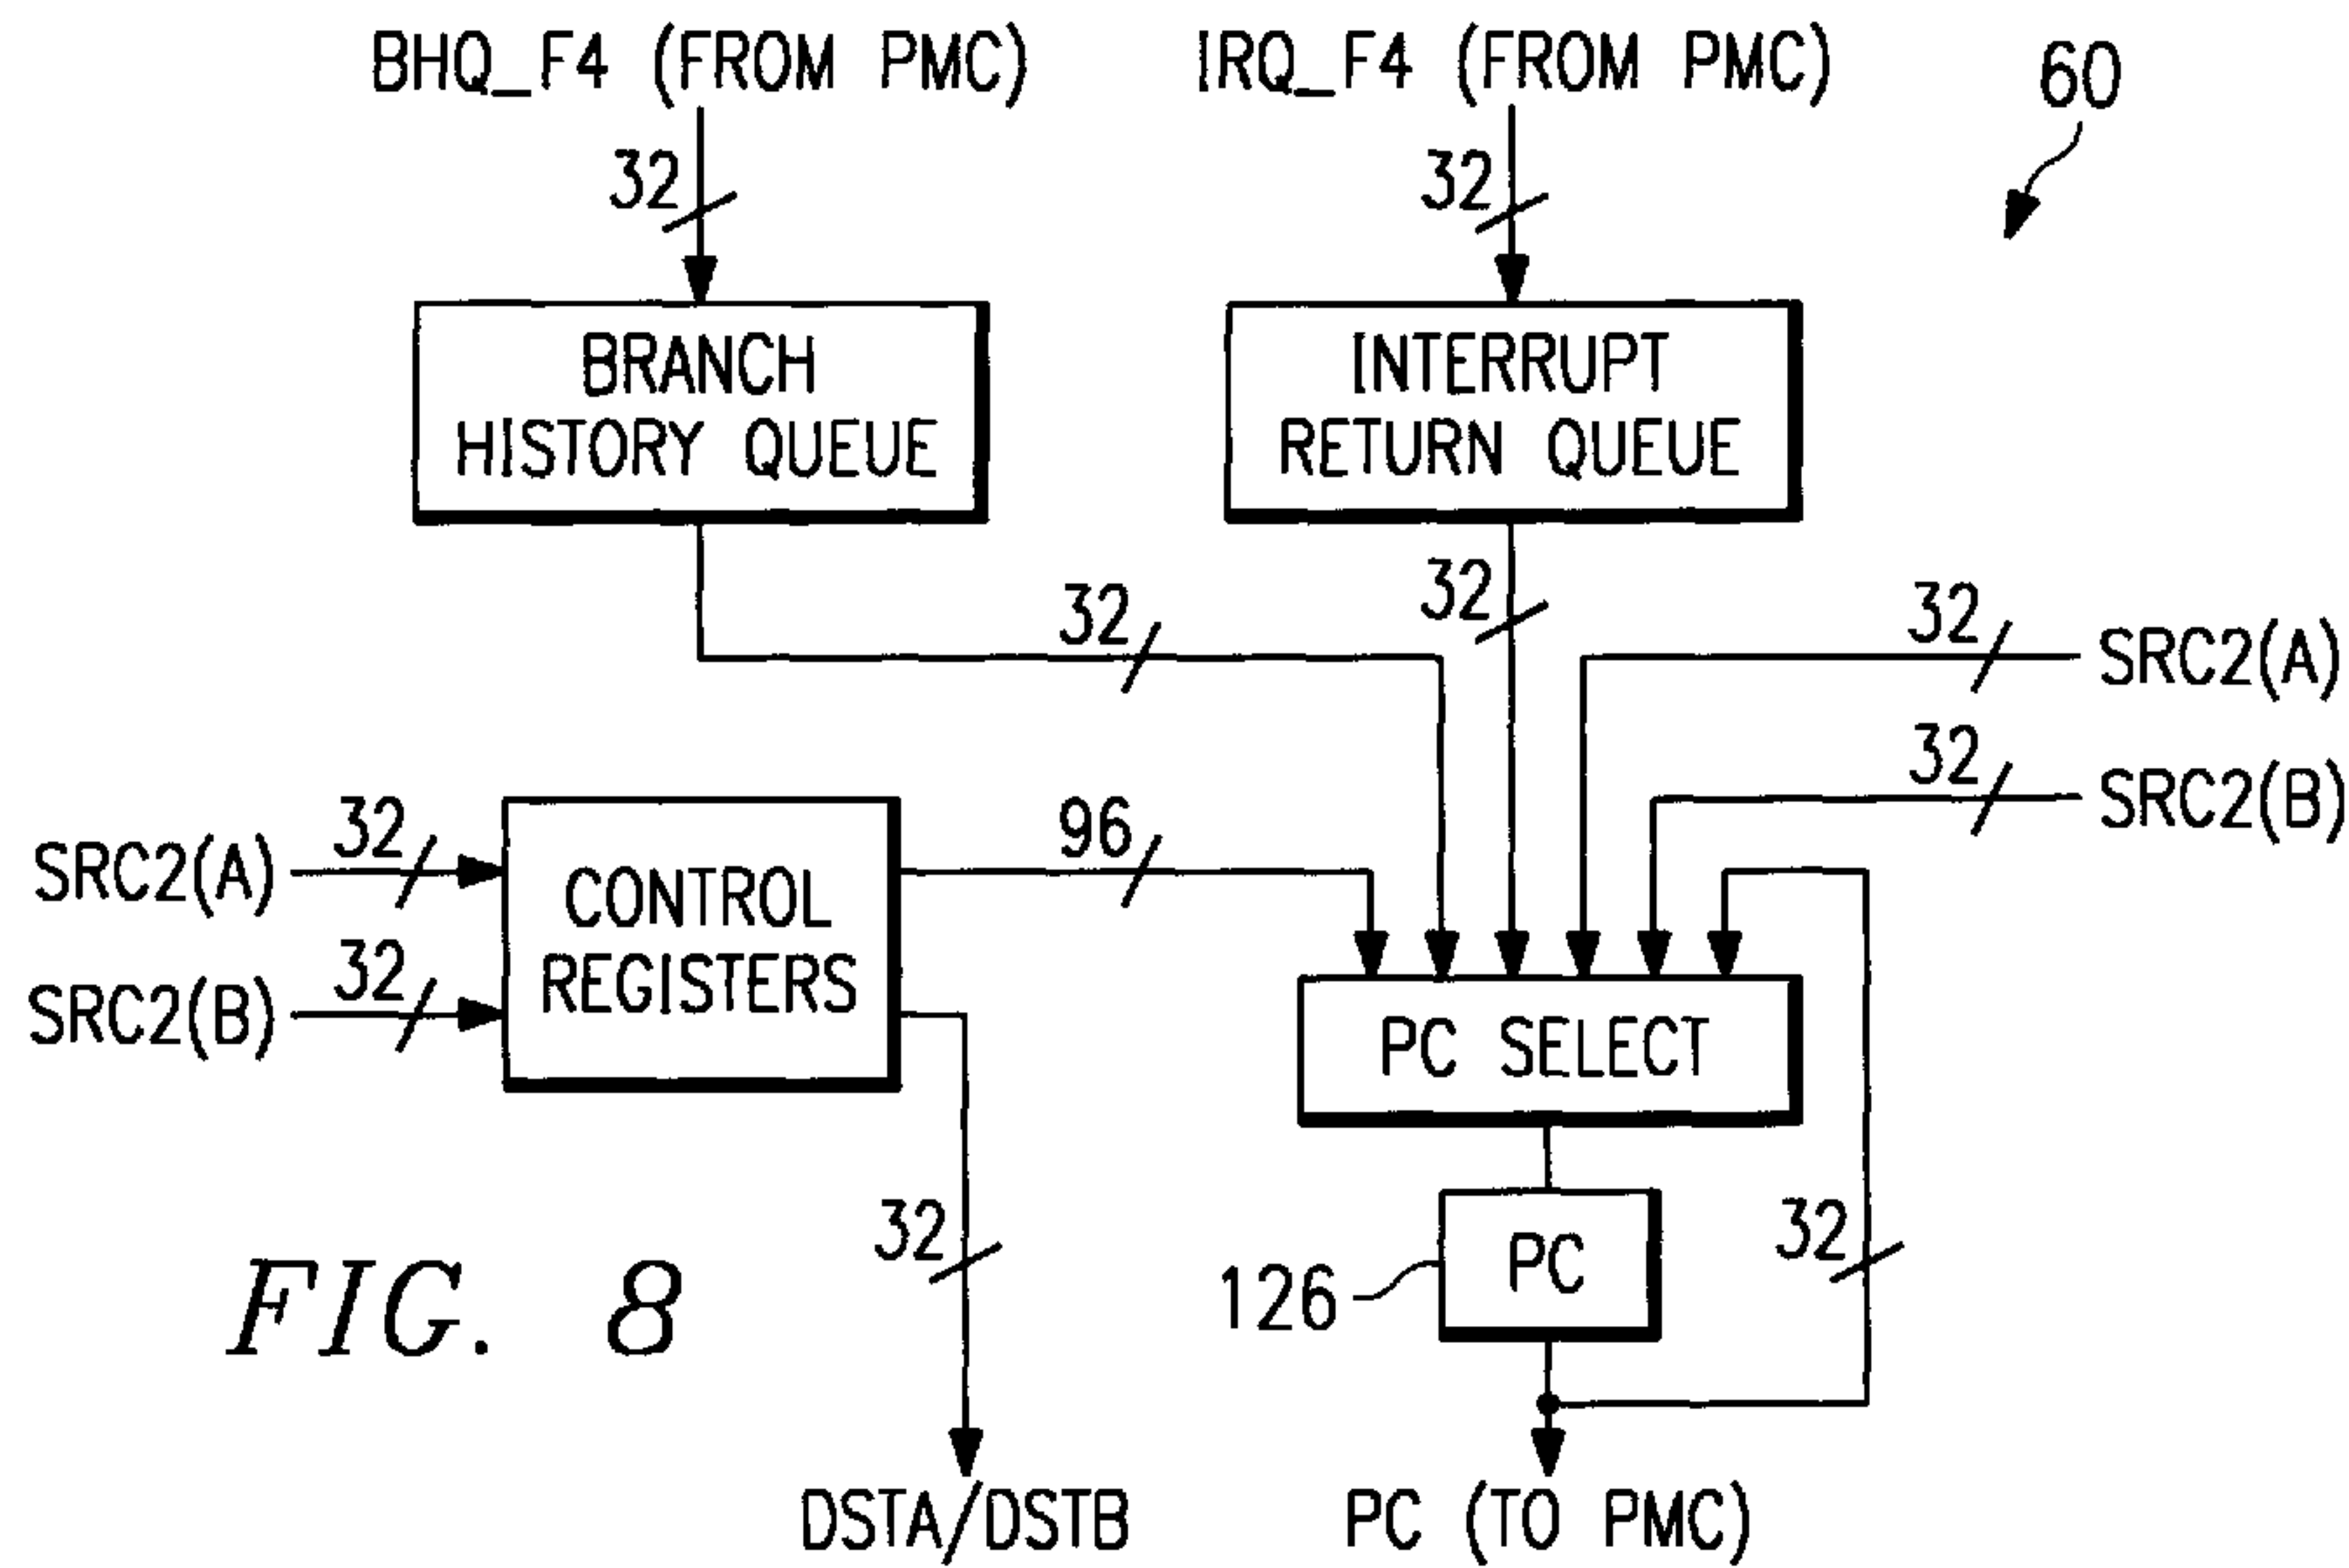 BHQ_F4 (FROM PMC)
IRQ_F4 (FROM PMC)
60
32
32
BRANCH
HISTORY QUEUE
INTERRUPT
RETURN QUEUE
32
32
32
SRC2(A)
32
SRC2(B)
SRC2(A)
32
SRC2(B)
32
CONTROL
REGISTERS
96
PC SELECT
32
PC
126
32
FIG. 8
DSTA/DSTB
PC (TO PMC)